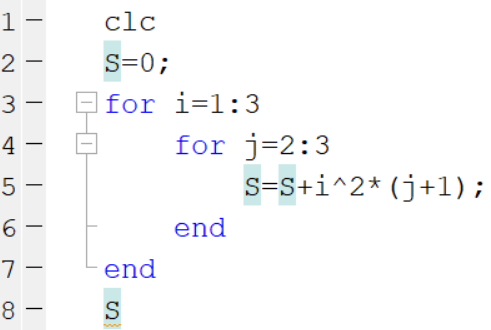 1 – clc
2 – S=0;
3 – for i=1:3
4 – for j=2:3
5 – S=S+i^2*(j+1);
6 – end
7 – end
8 – S